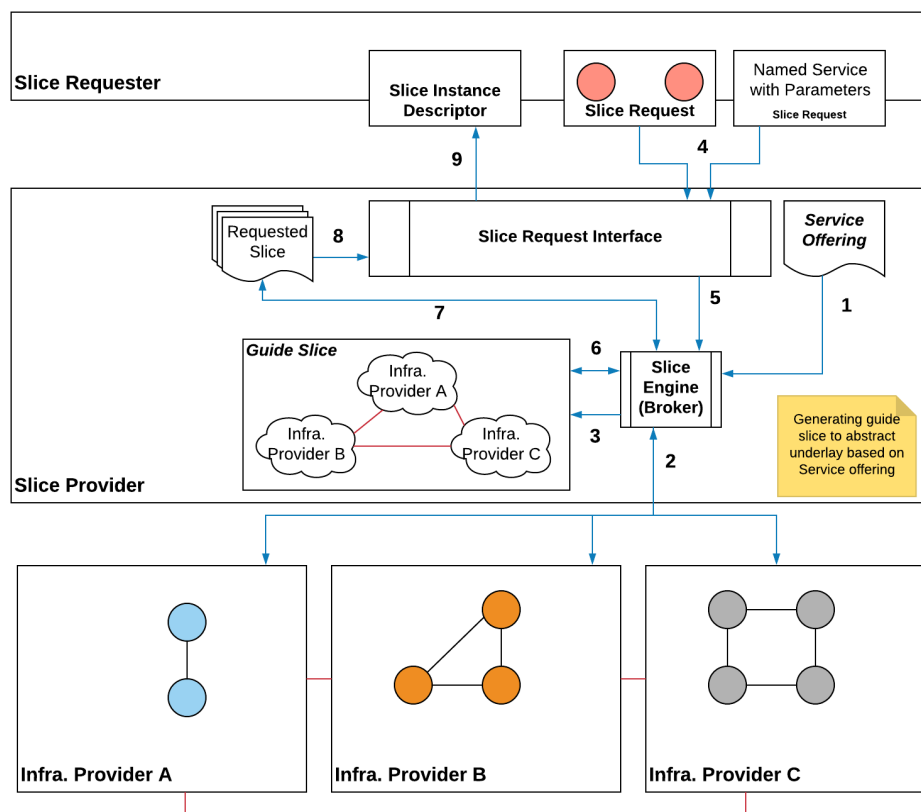 Slice Requester
Slice Instance
Descriptor
Slice Request
Named Service
with Parameters
Slice Request
9
4
Requested
Slice
8
Slice Request Interface
Service
Offering
7
5
1
Guide Slice
Infra.
Provider A
Infra.
Provider B
Infra.
Provider C
6
3
Slice
Engine
(Broker)
2
Generating guide
slice to abstract
underlay based on
Service offering
Slice Provider
Infra. Provider A
Infra. Provider B
Infra. Provider C